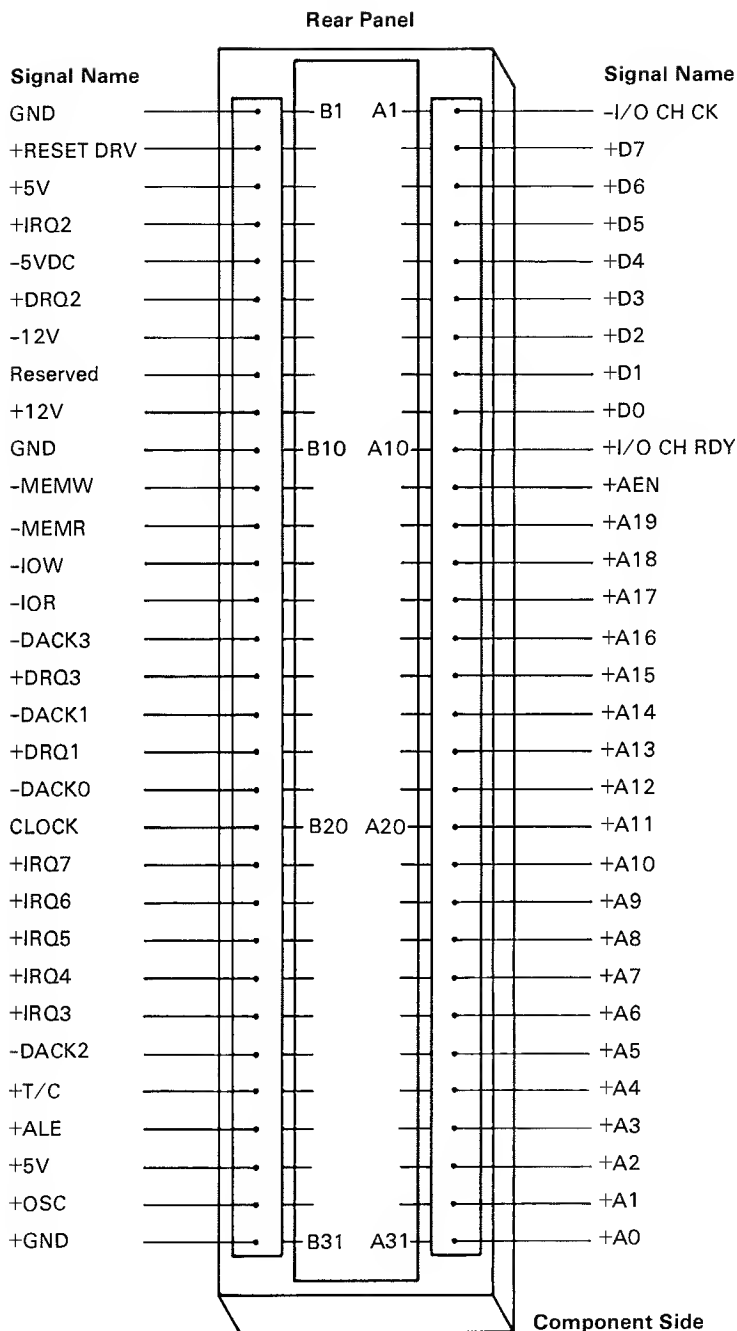 Rear Panel
Signal Name Signal Name
GND B1 A1 -I/O CH CK
+RESET DRV +D7
+5V +D6
+IRQ2 +D5
-5VDC +D4
+DRQ2 +D3
-12V +D2
Reserved +D1
+12V +D0
GND B10 A10 +I/O CH RDY
-MEMW +AEN
-MEMR +A19
-IOW +A18
-IOR +A17
-DACK3 +A16
+DRQ3 +A15
-DACK1 +A14
+DRQ1 +A13
-DACK0 +A12
CLOCK B20 A20 +A11
+IRQ7 +A10
+IRQ6 +A9
+IRQ5 +A8
+IRQ4 +A7
+IRQ3 +A6
-DACK2 +A5
+T/C +A4
+ALE +A3
+5V +A2
+OSC +A1
+GND B31 A31 +A0
Component Side